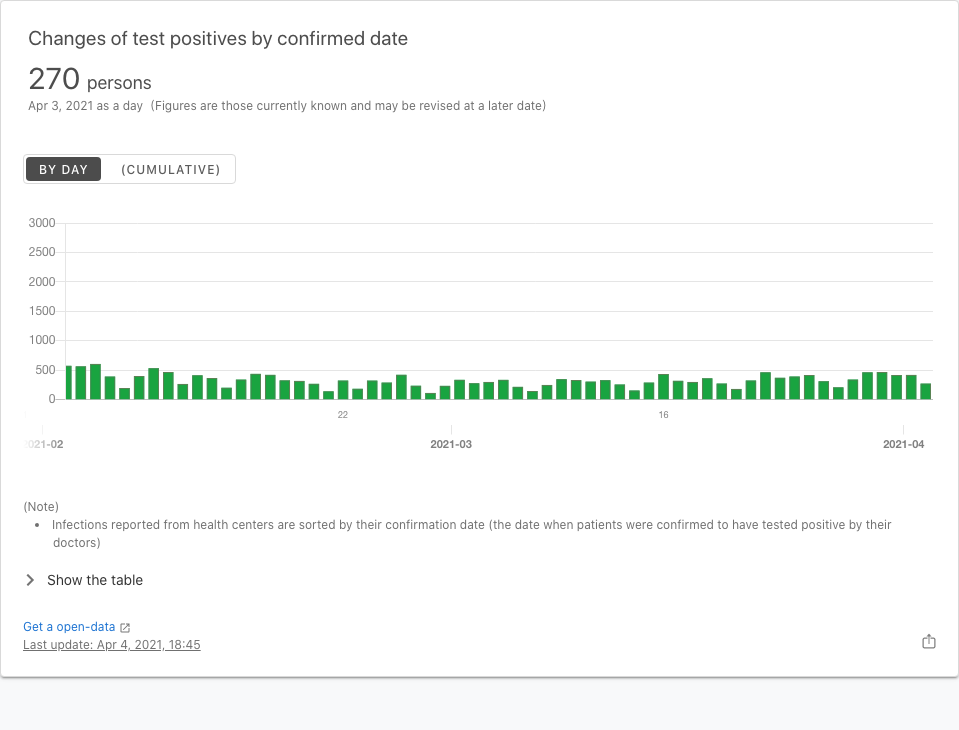 Changes of test positives by confirmed date
270 persons
Apr 3, 2021 as a day (Figures are those currently known and may be revised at a later date)
BY DAY (CUMULATIVE)
3000
2500
2000
1500
1000
500
0
22 16
2021-02 2021-03 2021-04
(Note)
• Infections reported from health centers are sorted by their confirmation date (the date when patients were confirmed to have tested positive by their
doctors)
Show the table
Get a open-data
Last update: Apr 4, 2021, 18:45